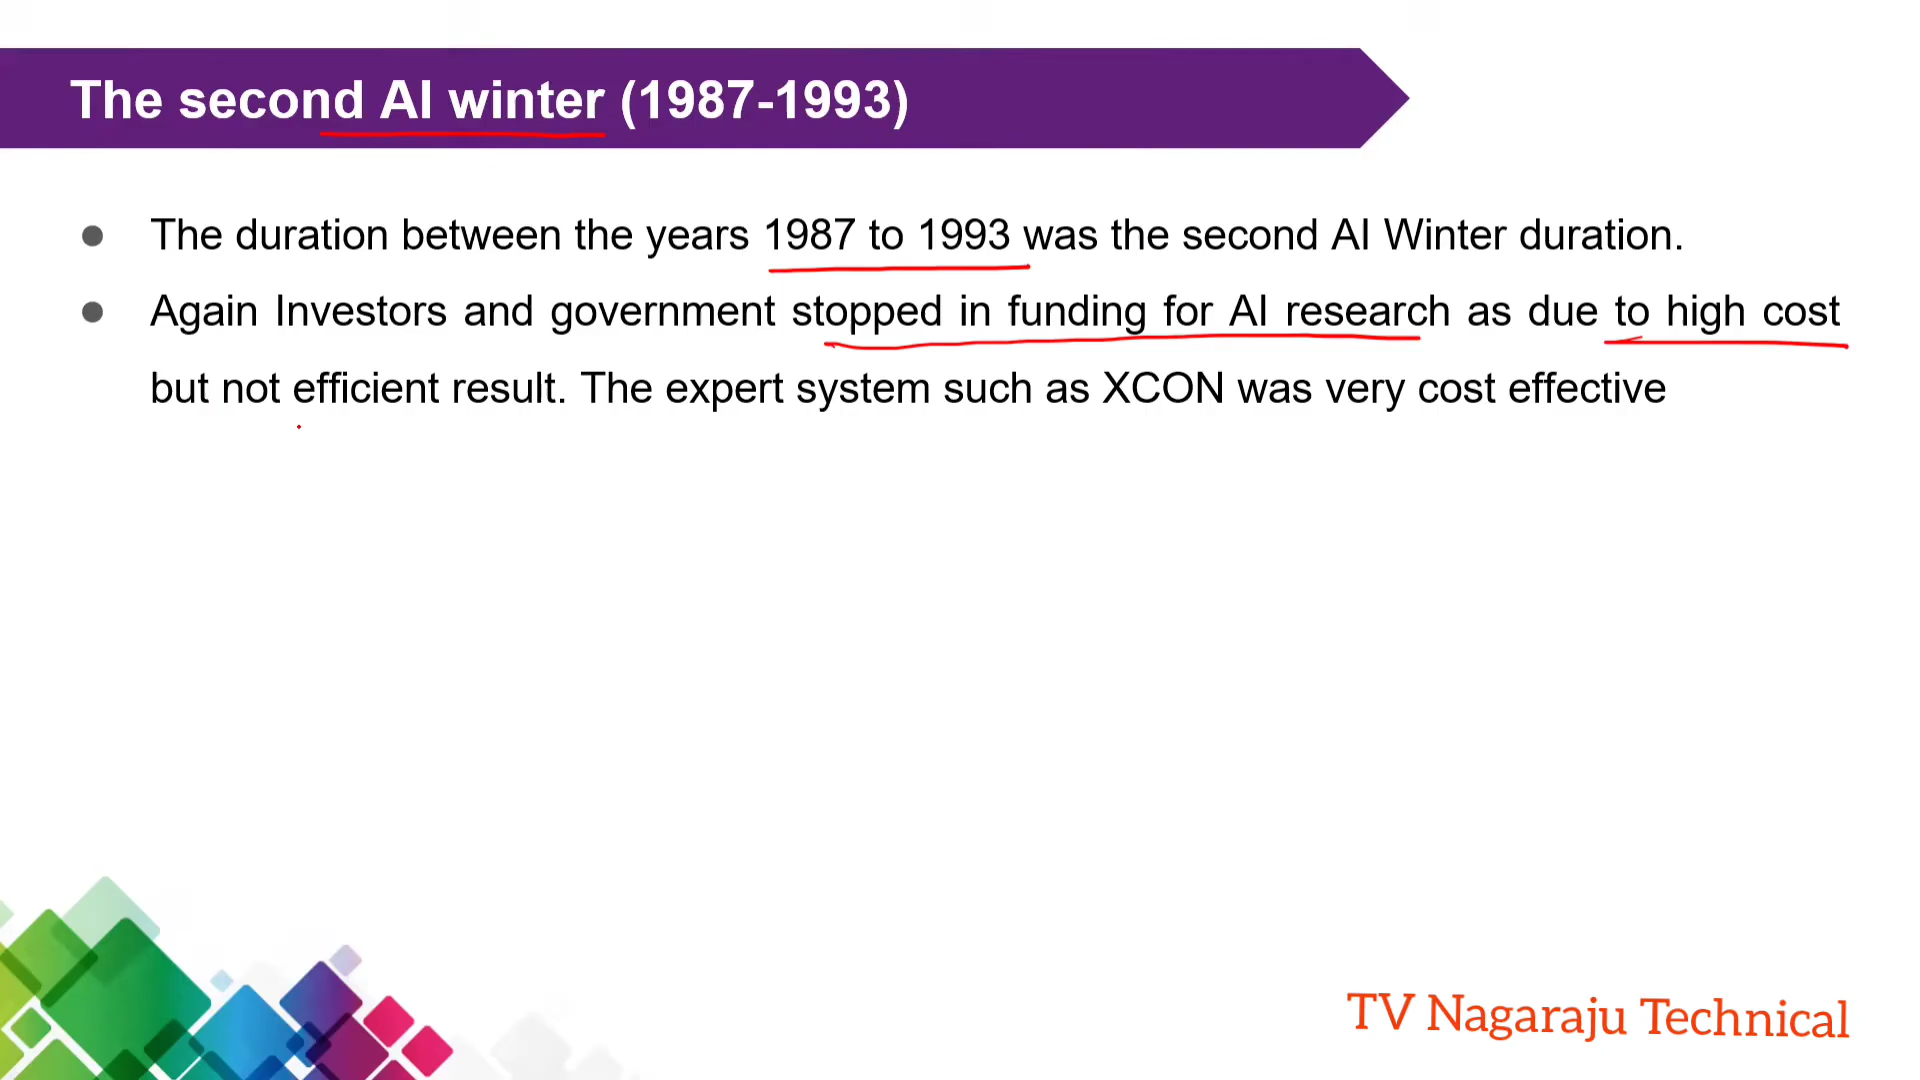 The second AI winter (1987-1993)
● The duration between the years 1987 to 1993 was the second AI Winter duration.
● Again Investors and government stopped in funding for AI research as due to high cost
but not efficient result. The expert system such as XCON was very cost effective
TV Nagaraju Technical